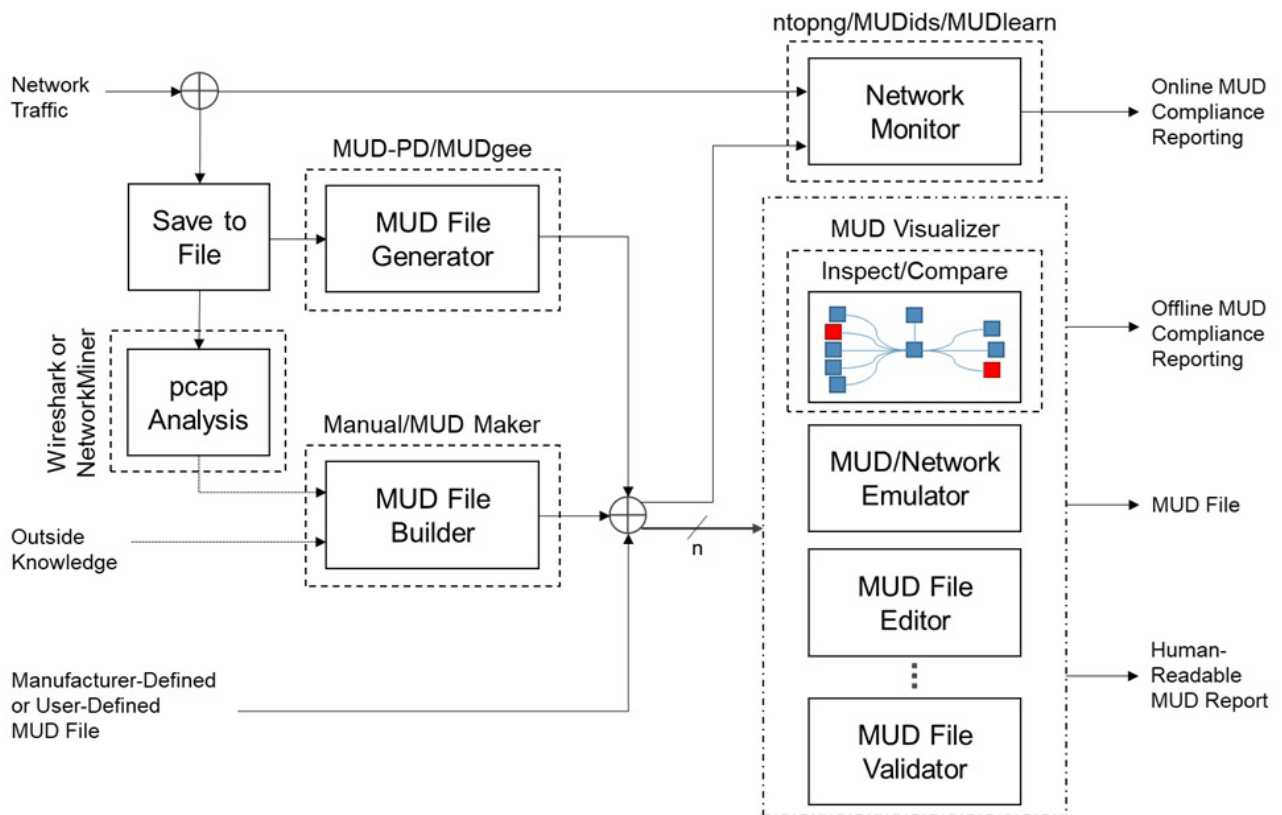 ntopng/MUDids/MUDlearn
Network
Traffic
Network
Monitor
Online MUD
Compliance
Reporting
MUD-PD/MUDgee
Save to
File
MUD File
Generator
MUD Visualizer
Inspect/Compare
Offline MUD
Compliance
Reporting
Wireshark or
NetworkMiner
pcap
Analysis
Manual/MUD Maker
MUD File
Builder
MUD/Network
Emulator
MUD File
n
Outside
Knowledge
MUD File
Editor
Manufacturer-Defined
or User-Defined
MUD File
Human-
Readable
MUD Report
MUD File
Validator